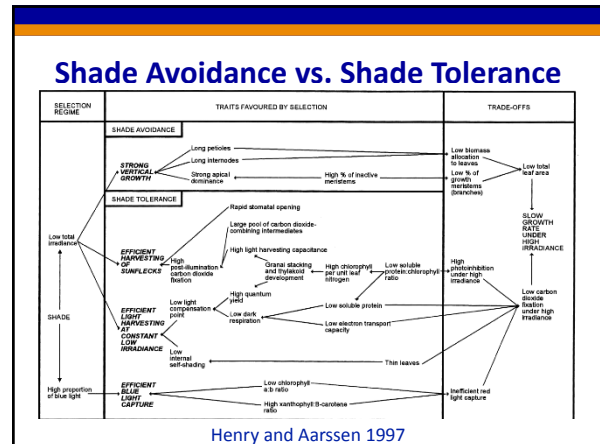 Shade Avoidance vs. Shade Tolerance
SELECTION
REGIME
TRAITS FAVOURED BY SELECTION
TRADE-OFFS
SHADE AVOIDANCE
STRONG
VERTICAL
GROWTH
Long petioles
Long internodes
Strong apical
dominance
High % of inactive
meristems
Low biomass
allocation
to leaves
Low % of
growth
meristems
(branches)
Low total
leaf area
SLOW
GROWTH
RATE
UNDER
HIGH
IRRADIANCE
SHADE TOLERANCE
Low total
irradiance
SHADE
High proportion
of blue light
EFFICIENT
HARVESTING
OF
SUNFLECKS
Rapid stomatal opening
Large pool of carbon dioxide-
combining intermediates
High
post-illumination
carbon dioxide
fixation
High light harvesting capacitance
Granal stacking
and thylakoid
development
High chlorophyll
per unit leaf
nitrogen
Low soluble
protein:chlorophyll
ratio
High
photoinhibition
under high
irradiance
EFFICIENT
LIGHT
HARVESTING
AT
CONSTANT
LOW
IRRADIANCE
Low light
compensation
point
High quantum
yield
Low dark
respiration
Low soluble protein
Low electron transport
capacity
Low carbon
dioxide
fixation
under high
irradiance
Low
internal
self-shading
Thin leaves
EFFICIENT
BLUE
LIGHT
CAPTURE
Low chlorophyll
a:b ratio
High xanthophyll:B-carotene
ratio
Inefficient red
light capture
Henry and Aarssen 1997